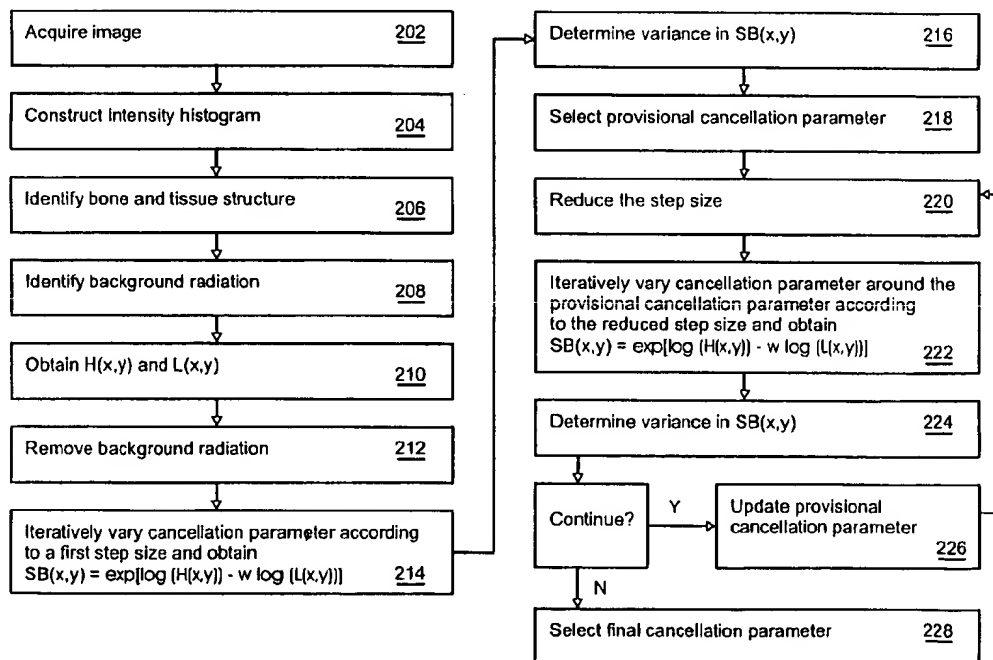 Acquire image 202
Construct intensity histogram 204
Identify bone and tissue structure 206
Identify background radiation 208
Obtain H(x,y) and L(x,y) 210
Remove background radiation 212
Iteratively vary cancellation parameter according
to a first step size and obtain
SB(x,y) = exp[log (H(x,y)) - w log (L(x,y))] 214
Determine variance in SB(x,y) 216
Select provisional cancellation parameter 218
Reduce the step size 220
Iteratively vary cancellation parameter around the
provisional cancellation parameter according
to the reduced step size and obtain
SB(x,y) = exp[log (H(x,y)) - w log (L(x,y))] 222
Determine variance in SB(x,y) 224
Continue?
Y
Update provisional
cancellation parameter 226
N
Select final cancellation parameter 228